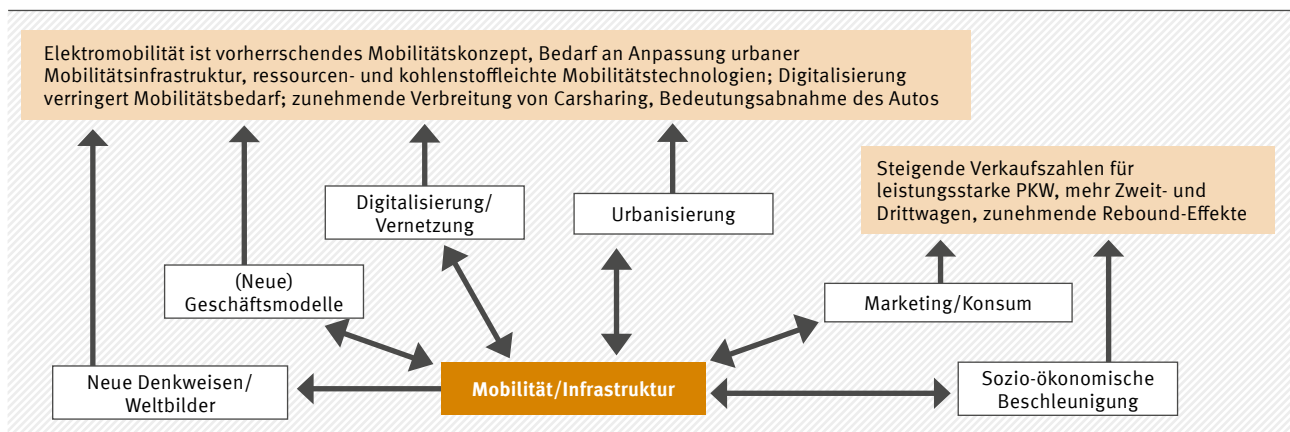 Elektromobilität ist vorherrschendes Mobilitätskonzept, Bedarf an Anpassung urbaner
Mobilitätsinfrastruktur, ressourcen- und kohlenstoffleichte Mobilitätstechnologien; Digitalisierung
verringert Mobilitätsbedarf; zunehmende Verbreitung von Carsharing, Bedeutungsabnahme des Autos
Steigende Verkaufszahlen für
leistungsstarke PKW, mehr Zweit- und
Drittwagen, zunehmende Rebound-Effekte
Digitalisierung/
Vernetzung
Urbanisierung
(Neue)
Geschäftsmodelle
Marketing/Konsum
Neue Denkweisen/
Weltbilder
Mobilität/Infrastruktur
Sozio-ökonomische
Beschleunigung